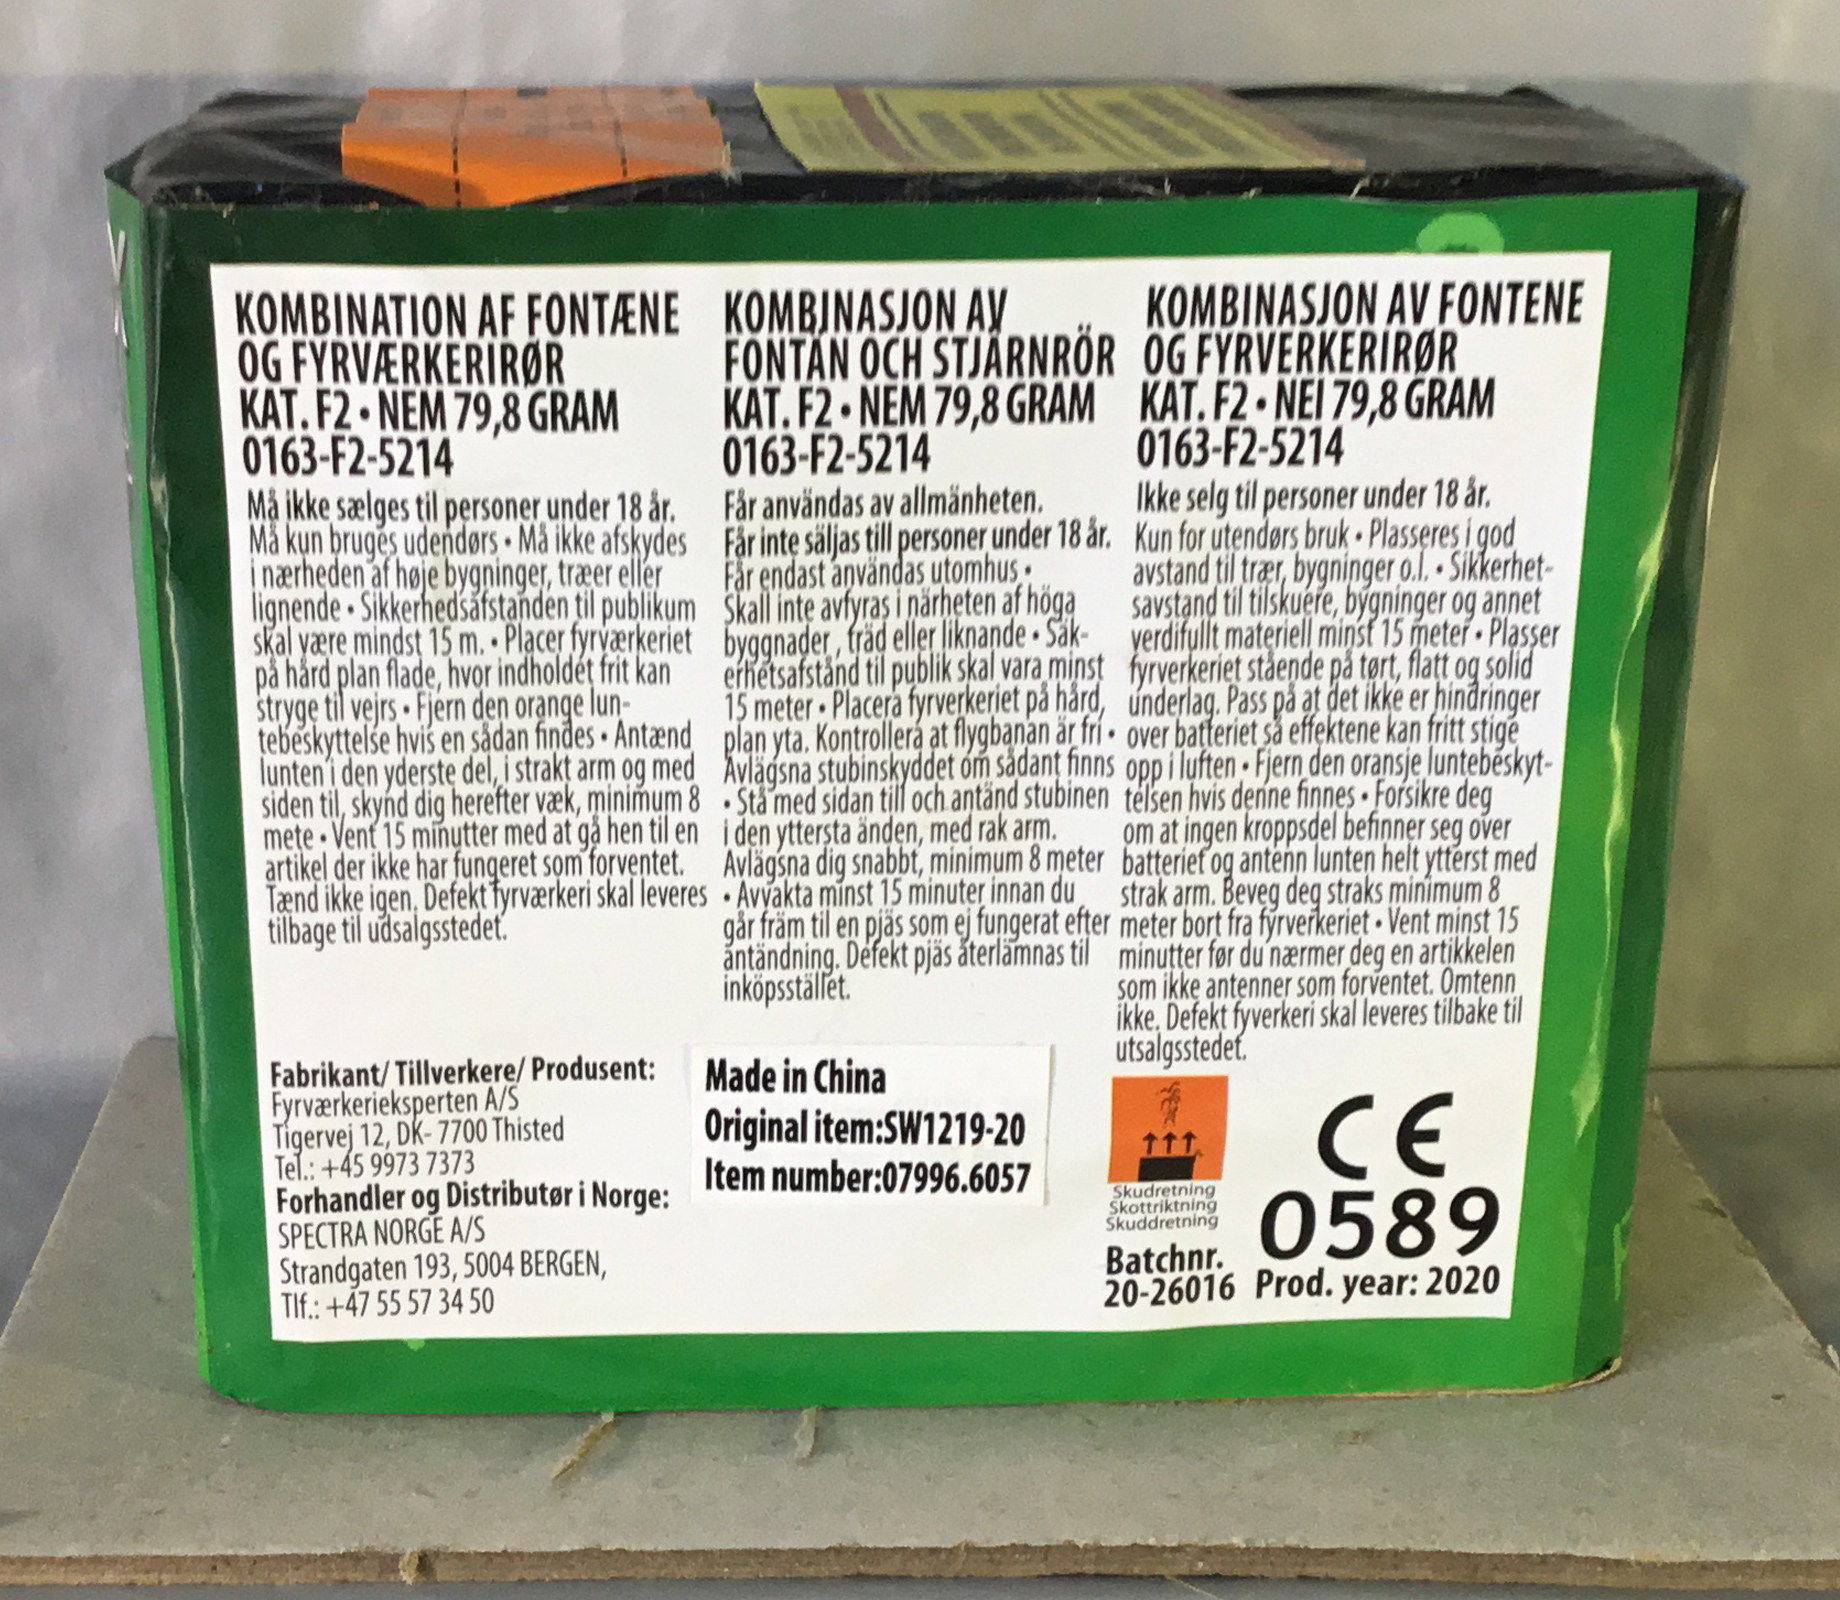 KOMBINATION AF FONTÆNE
OG FYRVÆRKERIRØR
KAT. F2 • NEM 79,8 GRAM
0163-F2-5214
Må ikke sælges til personer under 18 år.
Må kun bruges udendørs • Må ikke afskydes
i nærheden af høje bygninger, træer eller
lignende • Sikkerhedsafstanden til publikum
skal være mindst 15 m. • Placer fyrværkeriet
på hård plan flade, hvor indholdet frit kan
stryge til vejrs • Fjern den orange lun-
tebeskyttelse hvis en sådan findes • Antænd
lunten i den yderste del, i strakt arm og med
siden til, skynd dig herefter væk, minimum 8
mete • Vent 15 minutter med at gå hen til en
artikel der ikke har fungeret som forventet.
Tænd ikke igen. Defekt fyrværkeri skal leveres
tilbage til udsalgsstedet.
KOMBINASJON AV
FONTÄN OCH STJÄRNRÖR
KAT. F2 • NEM 79,8 GRAM
0163-F2-5214
Får användas av allmänheten.
Får inte säljas till personer under 18 år.
Får endast användas utomhus •
Skall inte avfyras i närheten af höga
byggnader, träd eller liknande • Säk-
erhetsafstånd til publik skal vara minst
15 meter • Placera fyrverkeriet på hård,
plan yta. Kontrollera at flygbanan är fri •
Avlägsna stubinskyddet om sådant finns
• Stå med sidan till och antänd stubinen
i den yttersta änden, med rak arm.
Avlägsna dig snabbt, minimum 8 meter
• Avvakta minst 15 minuter innan du
går främ til en pjäs som ej fungerat efter
antändning. Defekt pjäs återlämnas til
inköpsstället.
KOMBINASJON AV FONTENE
OG FYRVERKERIRØR
KAT. F2 • NEI 79,8 GRAM
0163-F2-5214
Ikke selg til personer under 18 år.
Kun for utendørs bruk • Plasseres i god
avstand til trær, bygninger o.l. • Sikkerhet-
savstand til tilskuere, bygninger og annet
verdifullt materiell minst 15 meter • Plasser
fyrverkeriet stående på tørt, flatt og solid
underlag. Pass på at det ikke er hindringer
over batteriet så effektene kan fritt stige
opp i luften • Fjern den oransje luntebeskyt-
telsen hvis denne finnes • Forsikre deg
om at ingen kroppsdel befinner seg over
batteriet og antenn lunten helt ytterst med
strak arm. Beveg deg straks minimum 8
meter bort fra fyrverkeriet • Vent minst 15
minutter før du nærmer deg en artikkelen
som ikke antenner som forventet. Omtenn
ikke. Defekt fyverkeri skal leveres tilbake til
utsalgsstedet.
Fabrikant/ Tillverkere/ Produsent:
Fyrværkerieksperten A/S
Tigervej 12, DK- 7700 Thisted
Tel.: +45 9973 7373
Forhandler og Distributør i Norge:
SPECTRA NORGE A/S
Strandgaten 193, 5004 BERGEN,
Tlf.: +47 55 57 34 50
Made in China
Original item:SW1219-20
Item number:07996.6057
Skudretning
Skottriktning
Skuddretning
Batchnr.
20-26016
CE
0589
Prod. year: 2020